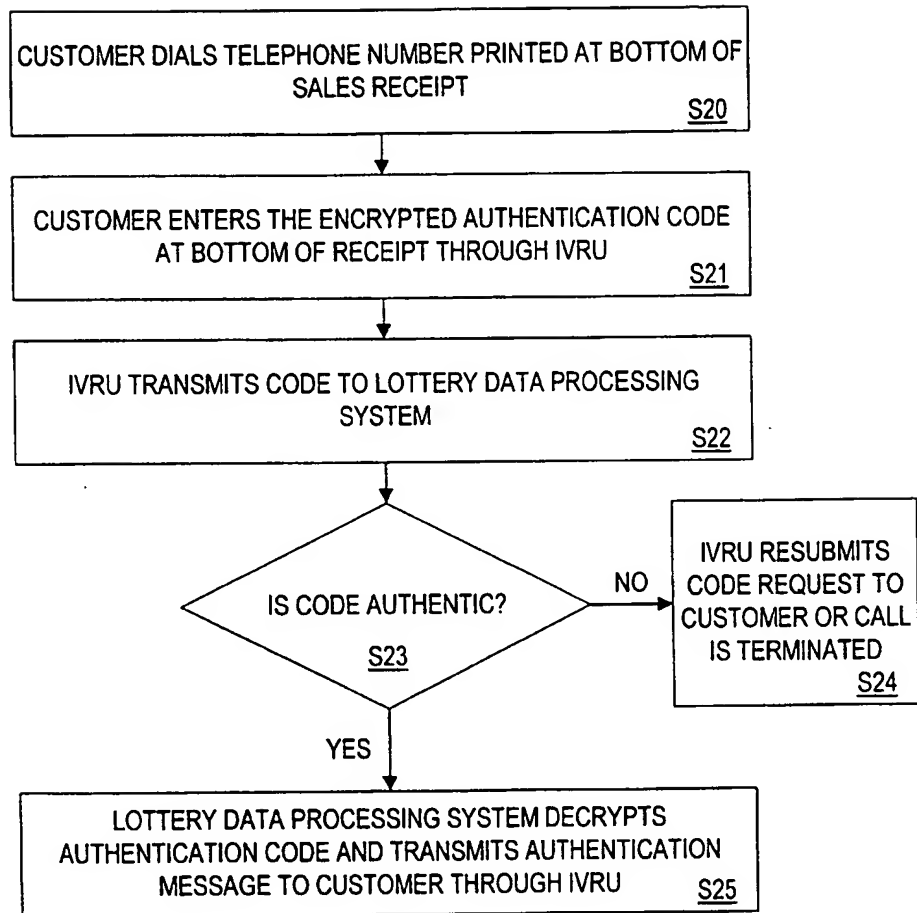 CUSTOMER DIALS TELEPHONE NUMBER PRINTED AT BOTTOM OF
SALES RECEIPT
S20
CUSTOMER ENTERS THE ENCRYPTED AUTHENTICATION CODE
AT BOTTOM OF RECEIPT THROUGH IVRU
S21
IVRU TRANSMITS CODE TO LOTTERY DATA PROCESSING
SYSTEM
S22
IS CODE AUTHENTIC?
S23
NO
IVRU RESUBMITS
CODE REQUEST TO
CUSTOMER OR CALL
IS TERMINATED
S24
YES
LOTTERY DATA PROCESSING SYSTEM DECRYPTS
AUTHENTICATION CODE AND TRANSMITS AUTHENTICATION
MESSAGE TO CUSTOMER THROUGH IVRU
S25